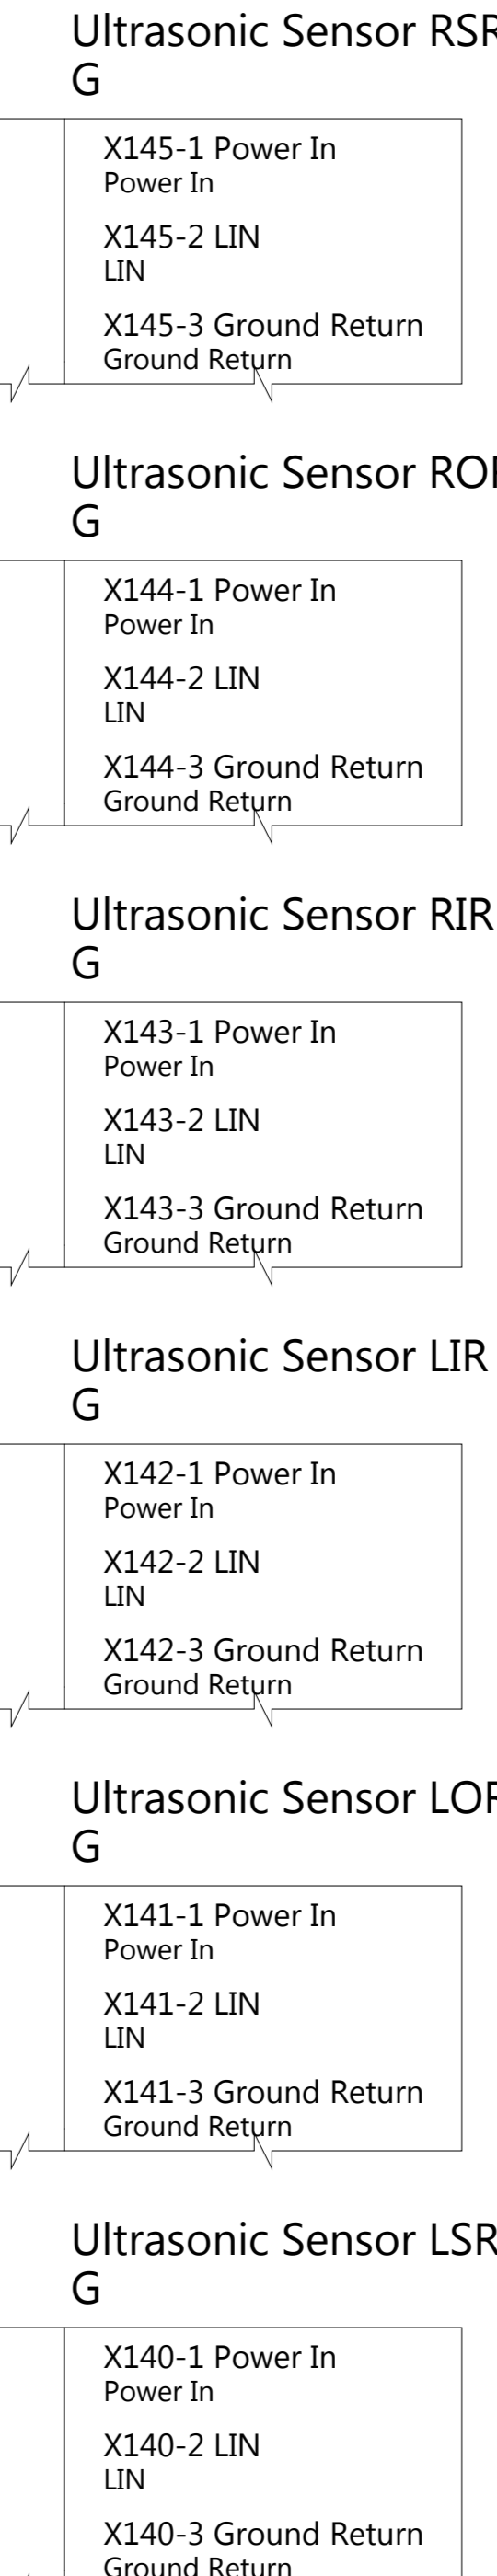 Ultrasonic Sensor RSR
G
X145-1 Power In
Power In
X145-2 LIN
LIN
X145-3 Ground Return
Ground Return
Ultrasonic Sensor ROR
G
X144-1 Power In
Power In
X144-2 LIN
LIN
X144-3 Ground Return
Ground Return
Ultrasonic Sensor RIR
G
X143-1 Power In
Power In
X143-2 LIN
LIN
X143-3 Ground Return
Ground Return
Ultrasonic Sensor LIR
G
X142-1 Power In
Power In
X142-2 LIN
LIN
X142-3 Ground Return
Ground Return
Ultrasonic Sensor LOR
G
X141-1 Power In
Power In
X141-2 LIN
LIN
X141-3 Ground Return
Ground Return
Ultrasonic Sensor LSR
G
X140-1 Power In
Power In
X140-2 LIN
LIN
X140-3 Ground Return
Ground Return